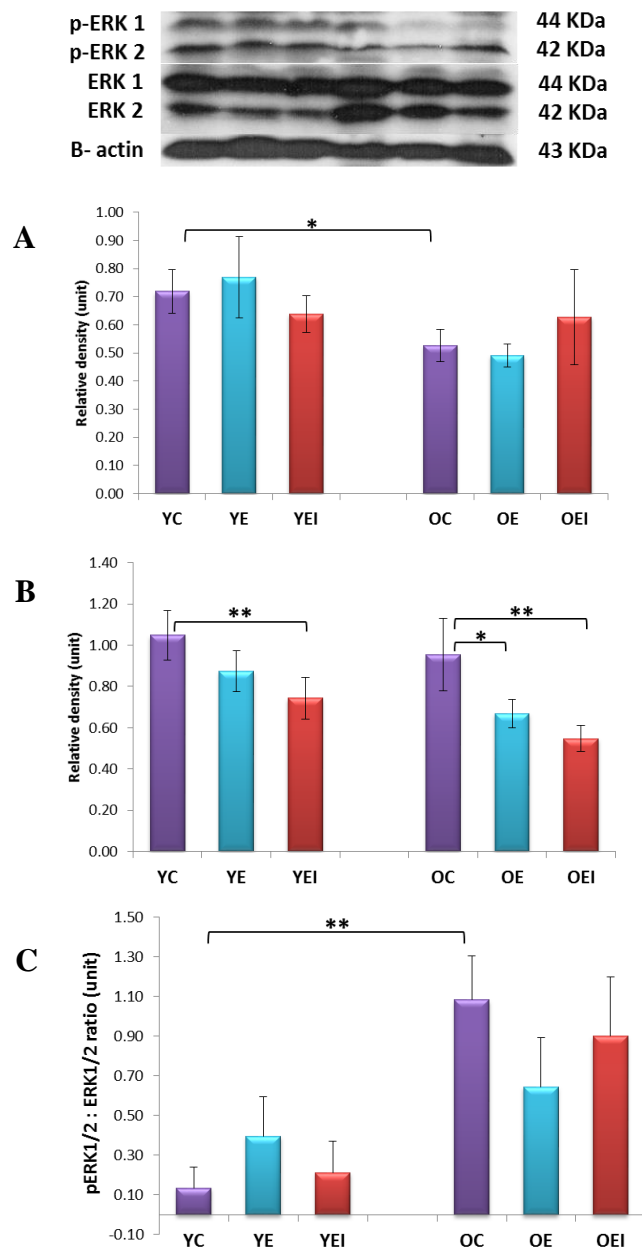 p-ERK 1 44 KDa
p-ERK 2 42 KDa
ERK 1 44 KDa
ERK 2 42 KDa
B- actin 43 KDa
A
Relative density (unit)
1.00
0.90
0.80
0.70
0.60
0.50
0.40
0.30
0.20
0.10
0.00
*
YC YE YEI OC OE OEI
B
Relative density (unit)
1.40
1.20
1.00
0.80
0.60
0.40
0.20
0.00
** ** *
YC YE YEI OC OE OEI
C
pERK1/2 : ERK1/2 ratio (unit)
1.50
1.30
1.10
0.90
0.70
0.50
0.30
0.10
-0.10
**
YC YE YEI OC OE OEI